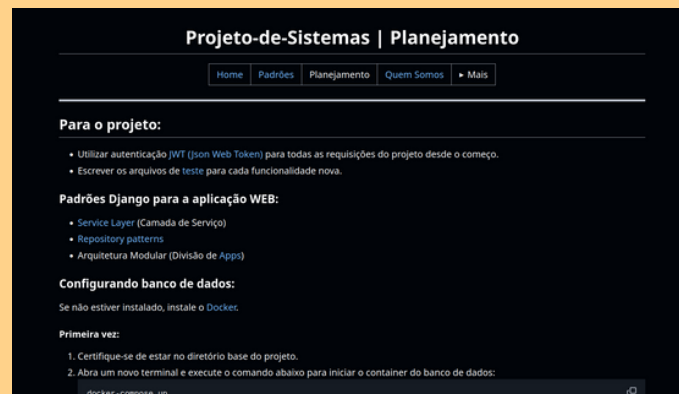 Projeto-de-Sistemas | Planejamento
Home Padrões Planejamento Quem Somos ▸ Mais
Para o projeto:
• Utilizar autenticação JWT (Json Web Token) para todas as requisições do projeto desde o começo.
• Escrever os arquivos de teste para cada funcionalidade nova.
Padrões Django para a aplicação WEB:
• Service Layer (Camada de Serviço)
• Repository patterns
• Arquitetura Modular (Divisão de Apps)
Configurando banco de dados:
Se não estiver instalado, instale o Docker.
Primeira vez:
1. Certifique-se de estar no diretório base do projeto.
2. Abra um novo terminal e execute o comando abaixo para iniciar o container do banco de dados:
docker-compose up